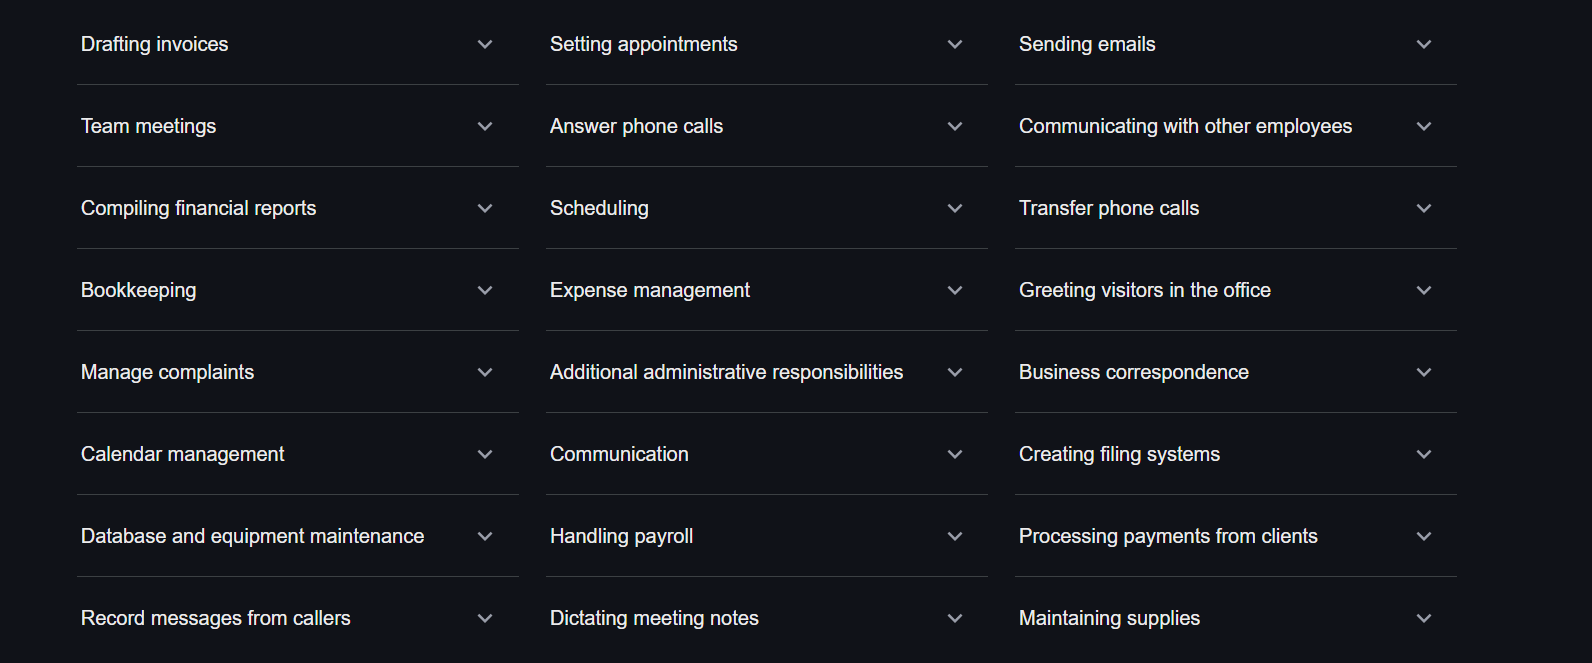 Drafting invoices
Setting appointments
Sending emails
Team meetings
Answer phone calls
Communicating with other employees
Compiling financial reports
Scheduling
Transfer phone calls
Bookkeeping
Expense management
Greeting visitors in the office
Manage complaints
Additional administrative responsibilities
Business correspondence
Calendar management
Communication
Creating filing systems
Database and equipment maintenance
Handling payroll
Processing payments from clients
Record messages from callers
Dictating meeting notes
Maintaining supplies